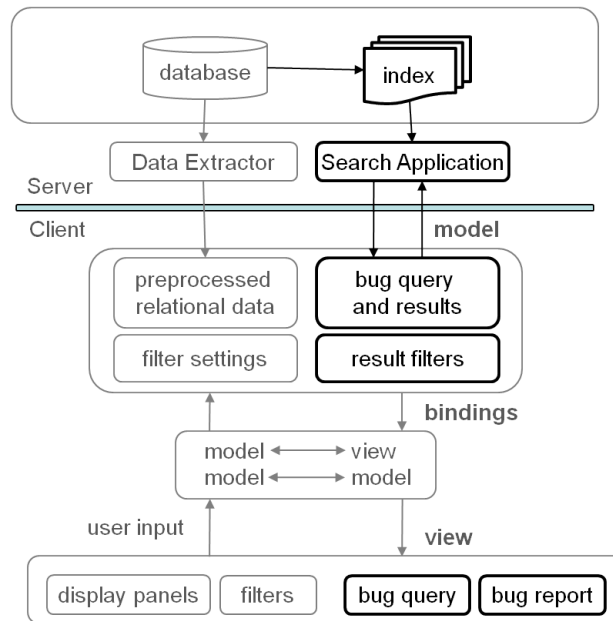 database
index
Data Extractor
Search Application
Server
Client
model
preprocessed
relational data
bug query
and results
filter settings
result filters
bindings
model view
model model
user input
view
display panels
filters
bug query
bug report